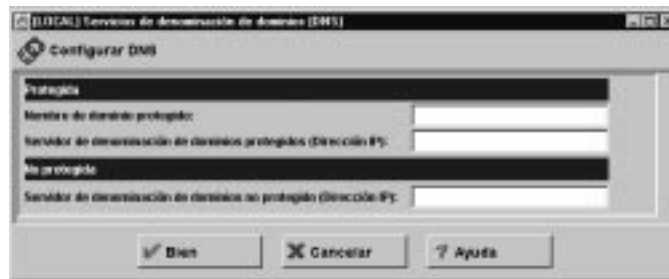 (LOCAL) Servicios de denominación de dominio (DNS)
Configurar DNS
Protegida
Nombre de dominio protegido:
Servidor de denominación de dominios protegidos (Dirección IP):
No protegida
Servidor de denominación de dominios no protegido (Dirección IP):
Bien
Cancelar
? Ayuda